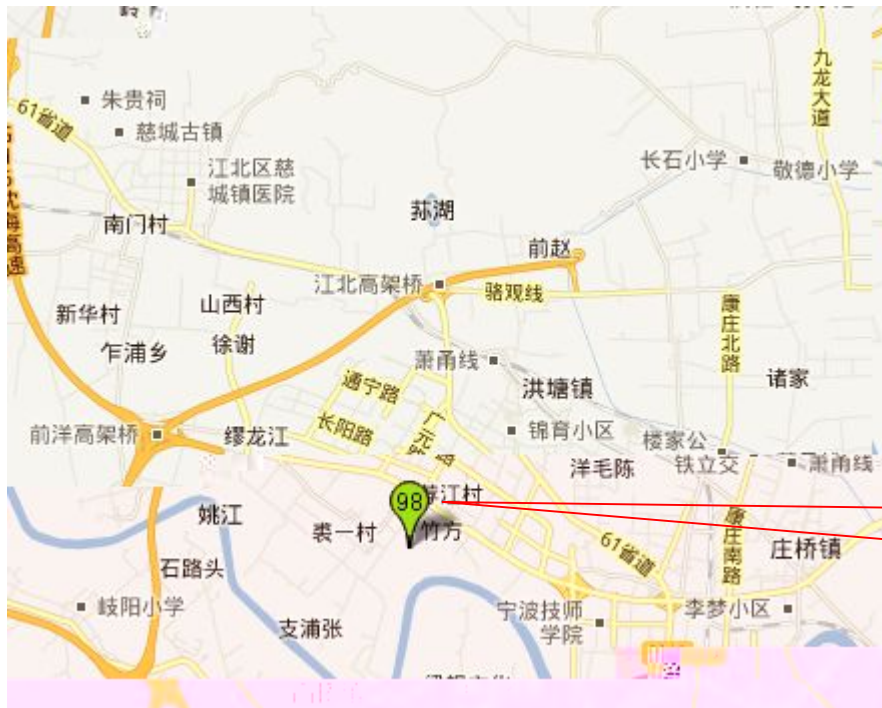 九龙大道
朱贵祠
61省道
慈城古镇
长石小学
敬德小学
江北区慈
城镇医院
荪湖
南门村
前赵
江北高架桥
骆观线
山西村
新华村
康庄北路
徐谢
乍浦乡
萧甬线
通宁路
诸家
洪塘镇
长阳路
广元
锦育小区
前洋高架桥
缪龙江
楼家公
铁立交
洋毛陈
萧甬线
江村
98
姚江
裘一村
竹方
61省道
康庄南路
庄桥镇
石路头
岐阳小学
宁波技师
学院
李梦小区
支浦张